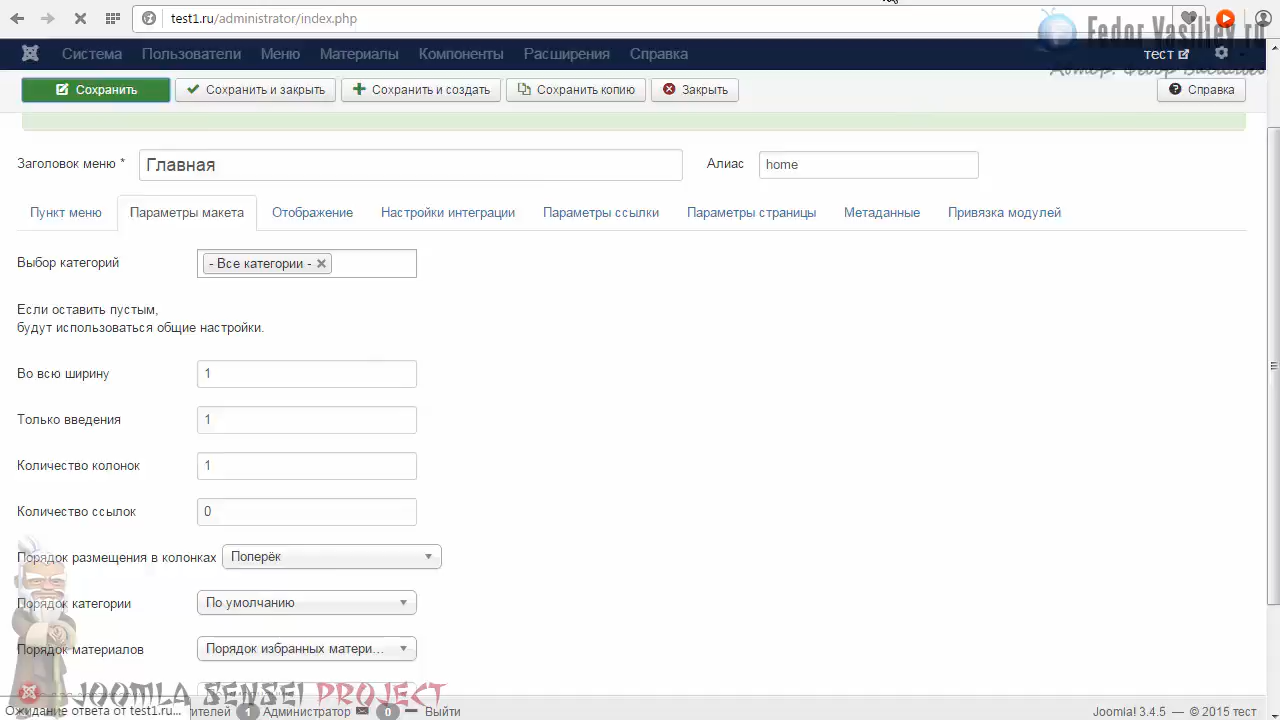 test1.ru/administrator/index.php
Fedor Vasiliev.ru
Система Пользователи Меню Материалы Компоненты Расширения Справка тест
Автор: Фёдор Васильев
Сохранить Сохранить и закрыть Сохранить и создать Сохранить копию Закрыть Справка
Заголовок меню * Главная Алиас home
Пункт меню Параметры макета Отображение Настройки интеграции Параметры ссылки Параметры страницы Метаданные Привязка модулей
Выбор категорий - Все категории -
Если оставить пустым,
будут использоваться общие настройки.
Во всю ширину 1
Только введения 1
Количество колонок 1
Количество ссылок 0
Порядок размещения в колонках Поперёк
Порядок категории По умолчанию
Порядок материалов Порядок избранных матери...
JOOMLA SENSEI PROJECT
Ожидание ответа от test1.ru... ителей 1 Администратор 0 Выйти Joomla! 3.4.5 — © 2015 тест